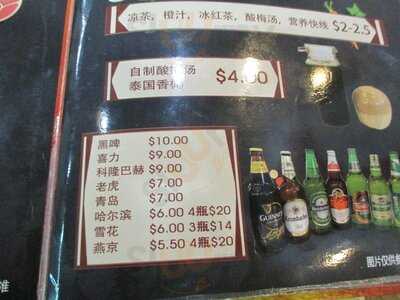 凉茶, 橙汁, 冰红茶, 酸梅汤, 营养快线 $2-2.5
自制酸梅汤
泰国香椰 $4.00
黑啤 $10.00
喜力 $9.00
科隆巴赫 $9.00
老虎 $7.00
青岛 $7.00
哈尔滨 $6.00 4瓶$20
雪花 $6.00 3瓶$14
燕京 $5.50 4瓶$20
GUINNESS
图片仅供
准